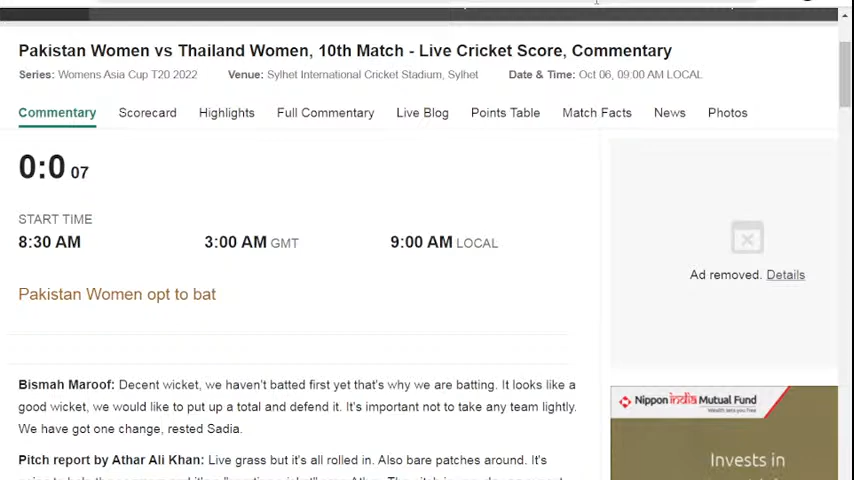 Pakistan Women vs Thailand Women, 10th Match - Live Cricket Score, Commentary
Series: Womens Asia Cup T20 2022 Venue: Sylhet International Cricket Stadium, Sylhet Date & Time: Oct 06, 09:00 AM LOCAL
Commentary Scorecard Highlights Full Commentary Live Blog Points Table Match Facts News Photos
0:0 07
START TIME
8:30 AM 3:00 AM GMT 9:00 AM LOCAL
Ad removed. Details
Pakistan Women opt to bat
Bismah Maroof: Decent wicket, we haven't batted first yet that's why we are batting. It looks like a
good wicket, we would like to put up a total and defend it. It's important not to take any team lightly.
We have got one change, rested Sadia.
Pitch report by Athar Ali Khan: Live grass but it's all rolled in. Also bare patches around. It's
Nippon india Mutual Fund
Wealth sets you free
Invests in